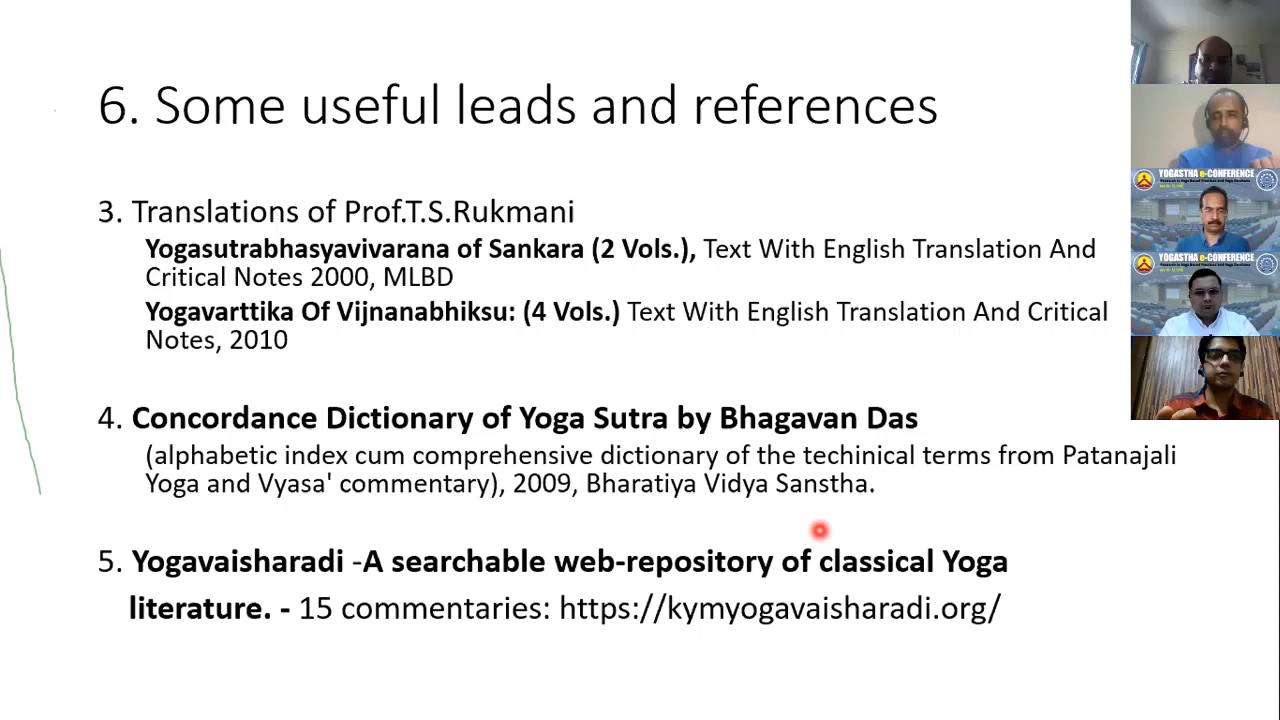 6. Some useful leads and references
3. Translations of Prof.T.S.Rukmani
Yogasutrabhasyavivarana of Sankara (2 Vols.), Text With English Translation And
Critical Notes 2000, MLBD
Yogavarttika Of Vijnanabhiksu: (4 Vols.) Text With English Translation And Critical
Notes, 2010
4. Concordance Dictionary of Yoga Sutra by Bhagavan Das
(alphabetic index cum comprehensive dictionary of the techinical terms from Patanajali
Yoga and Vyasa' commentary), 2009, Bharatiya Vidya Sanstha.
5. Yogavaisharadi -A searchable web-repository of classical Yoga
literature. - 15 commentaries: https://kymyogavaisharadi.org/
YOGASTHA e-CONFERENCE
YOGASTHA e-CONFERENCE